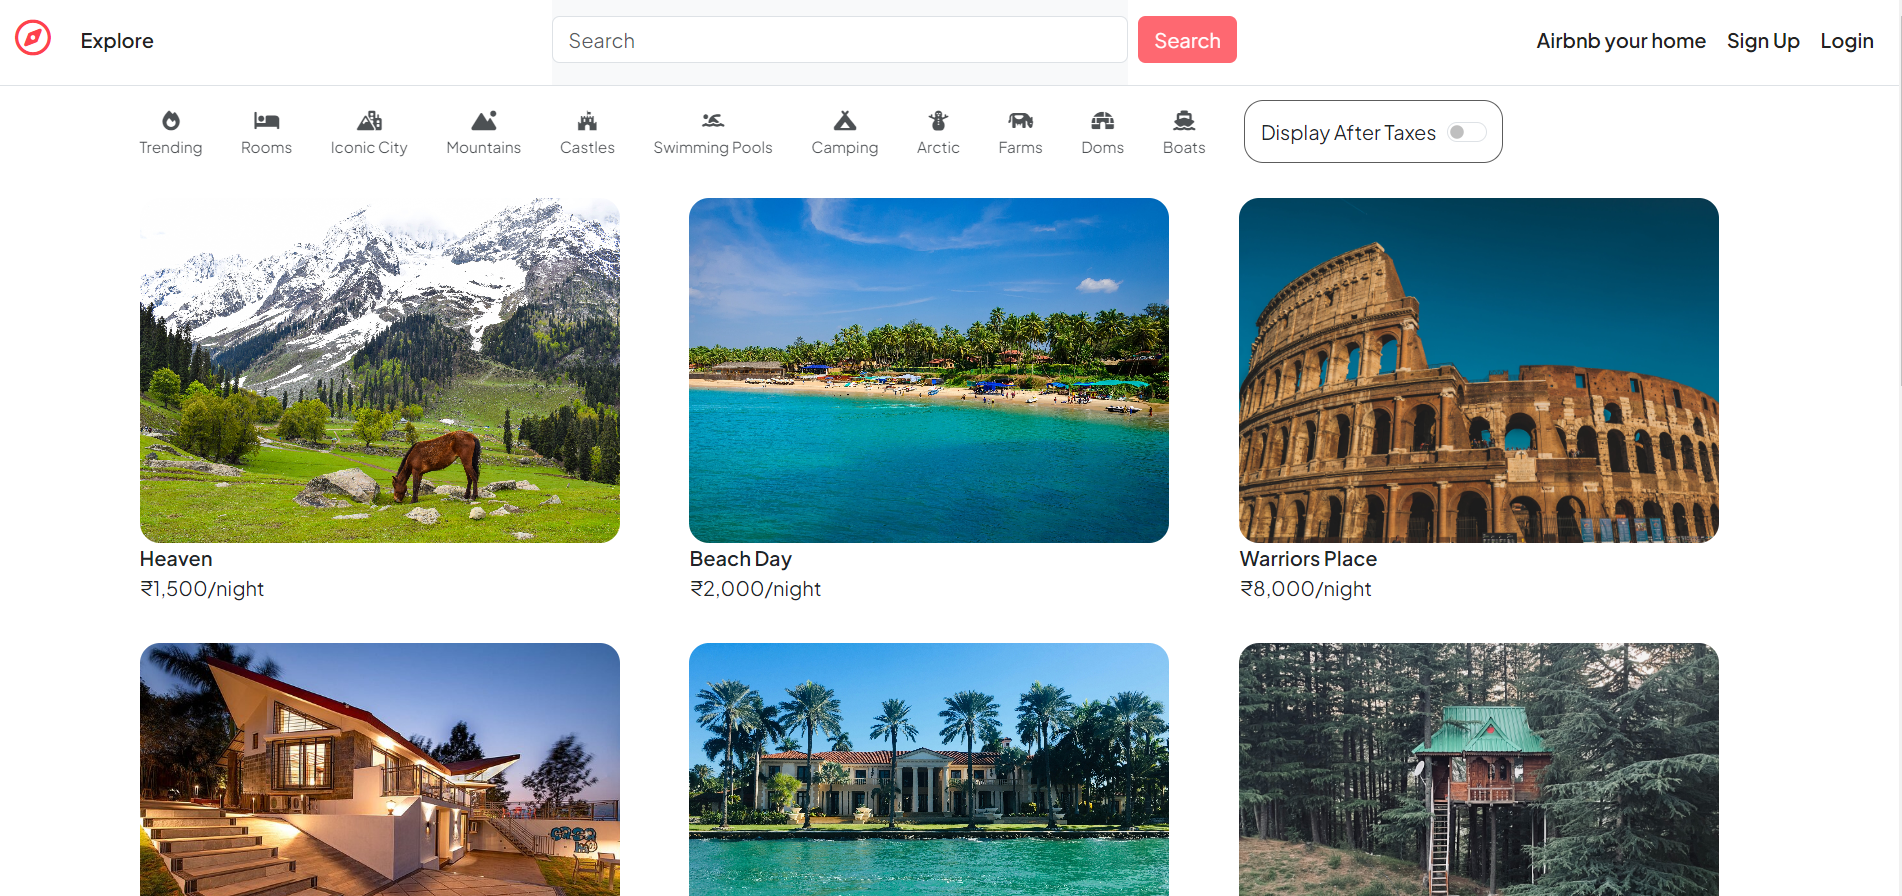 Explore
Search
Search
Airbnb your home
Sign Up
Login
Trending
Rooms
Iconic City
Mountains
Castles
Swimming Pools
Camping
Arctic
Farms
Doms
Boats
Display After Taxes
Heaven
₹1,500/night
Beach Day
₹2,000/night
Warriors Place
₹8,000/night